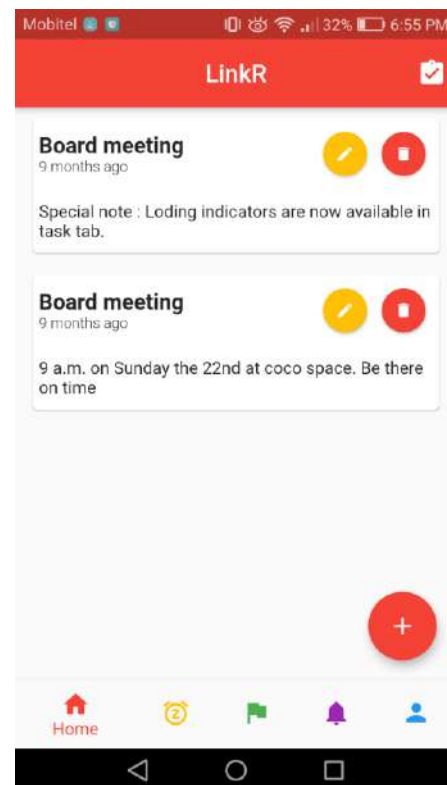 Mobitel 32% 6:55 PM
LinkR
Board meeting
9 months ago
Special note : Loding indicators are now available in
task tab.
Board meeting
9 months ago
9 a.m. on Sunday the 22nd at coco space. Be there
on time
Home